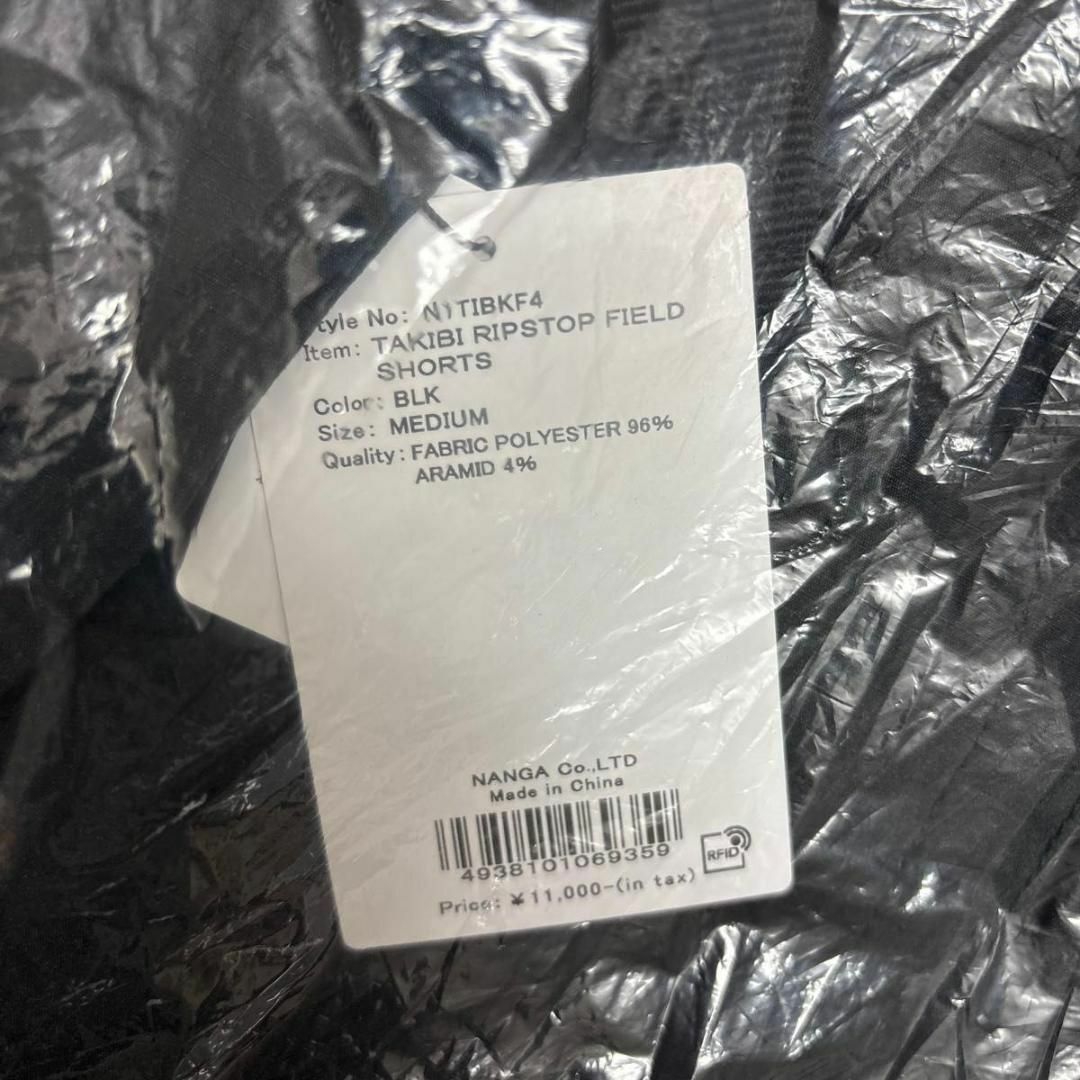 tyle No: N1TIBKF4
Item: TAKIBI RIPSTOP FIELD
SHORTS
Color: BLK
Size: MEDIUM
Quality: FABRIC POLYESTER 96%
ARAMID 4%
NANGA Co.,LTD
Made in China
4938101069359
RFID
Price: ¥11,000-(in tax)